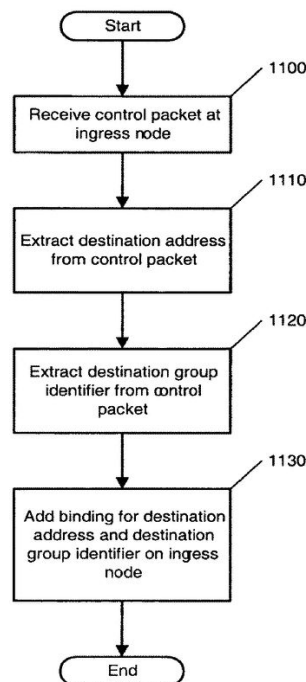 Start
1100
Receive control packet at
ingress node
1110
Extract destination address
from control packet
1120
Extract destination group
identifier from control
packet
1130
Add binding for destination
address and destination
group identifier on ingress
node
End